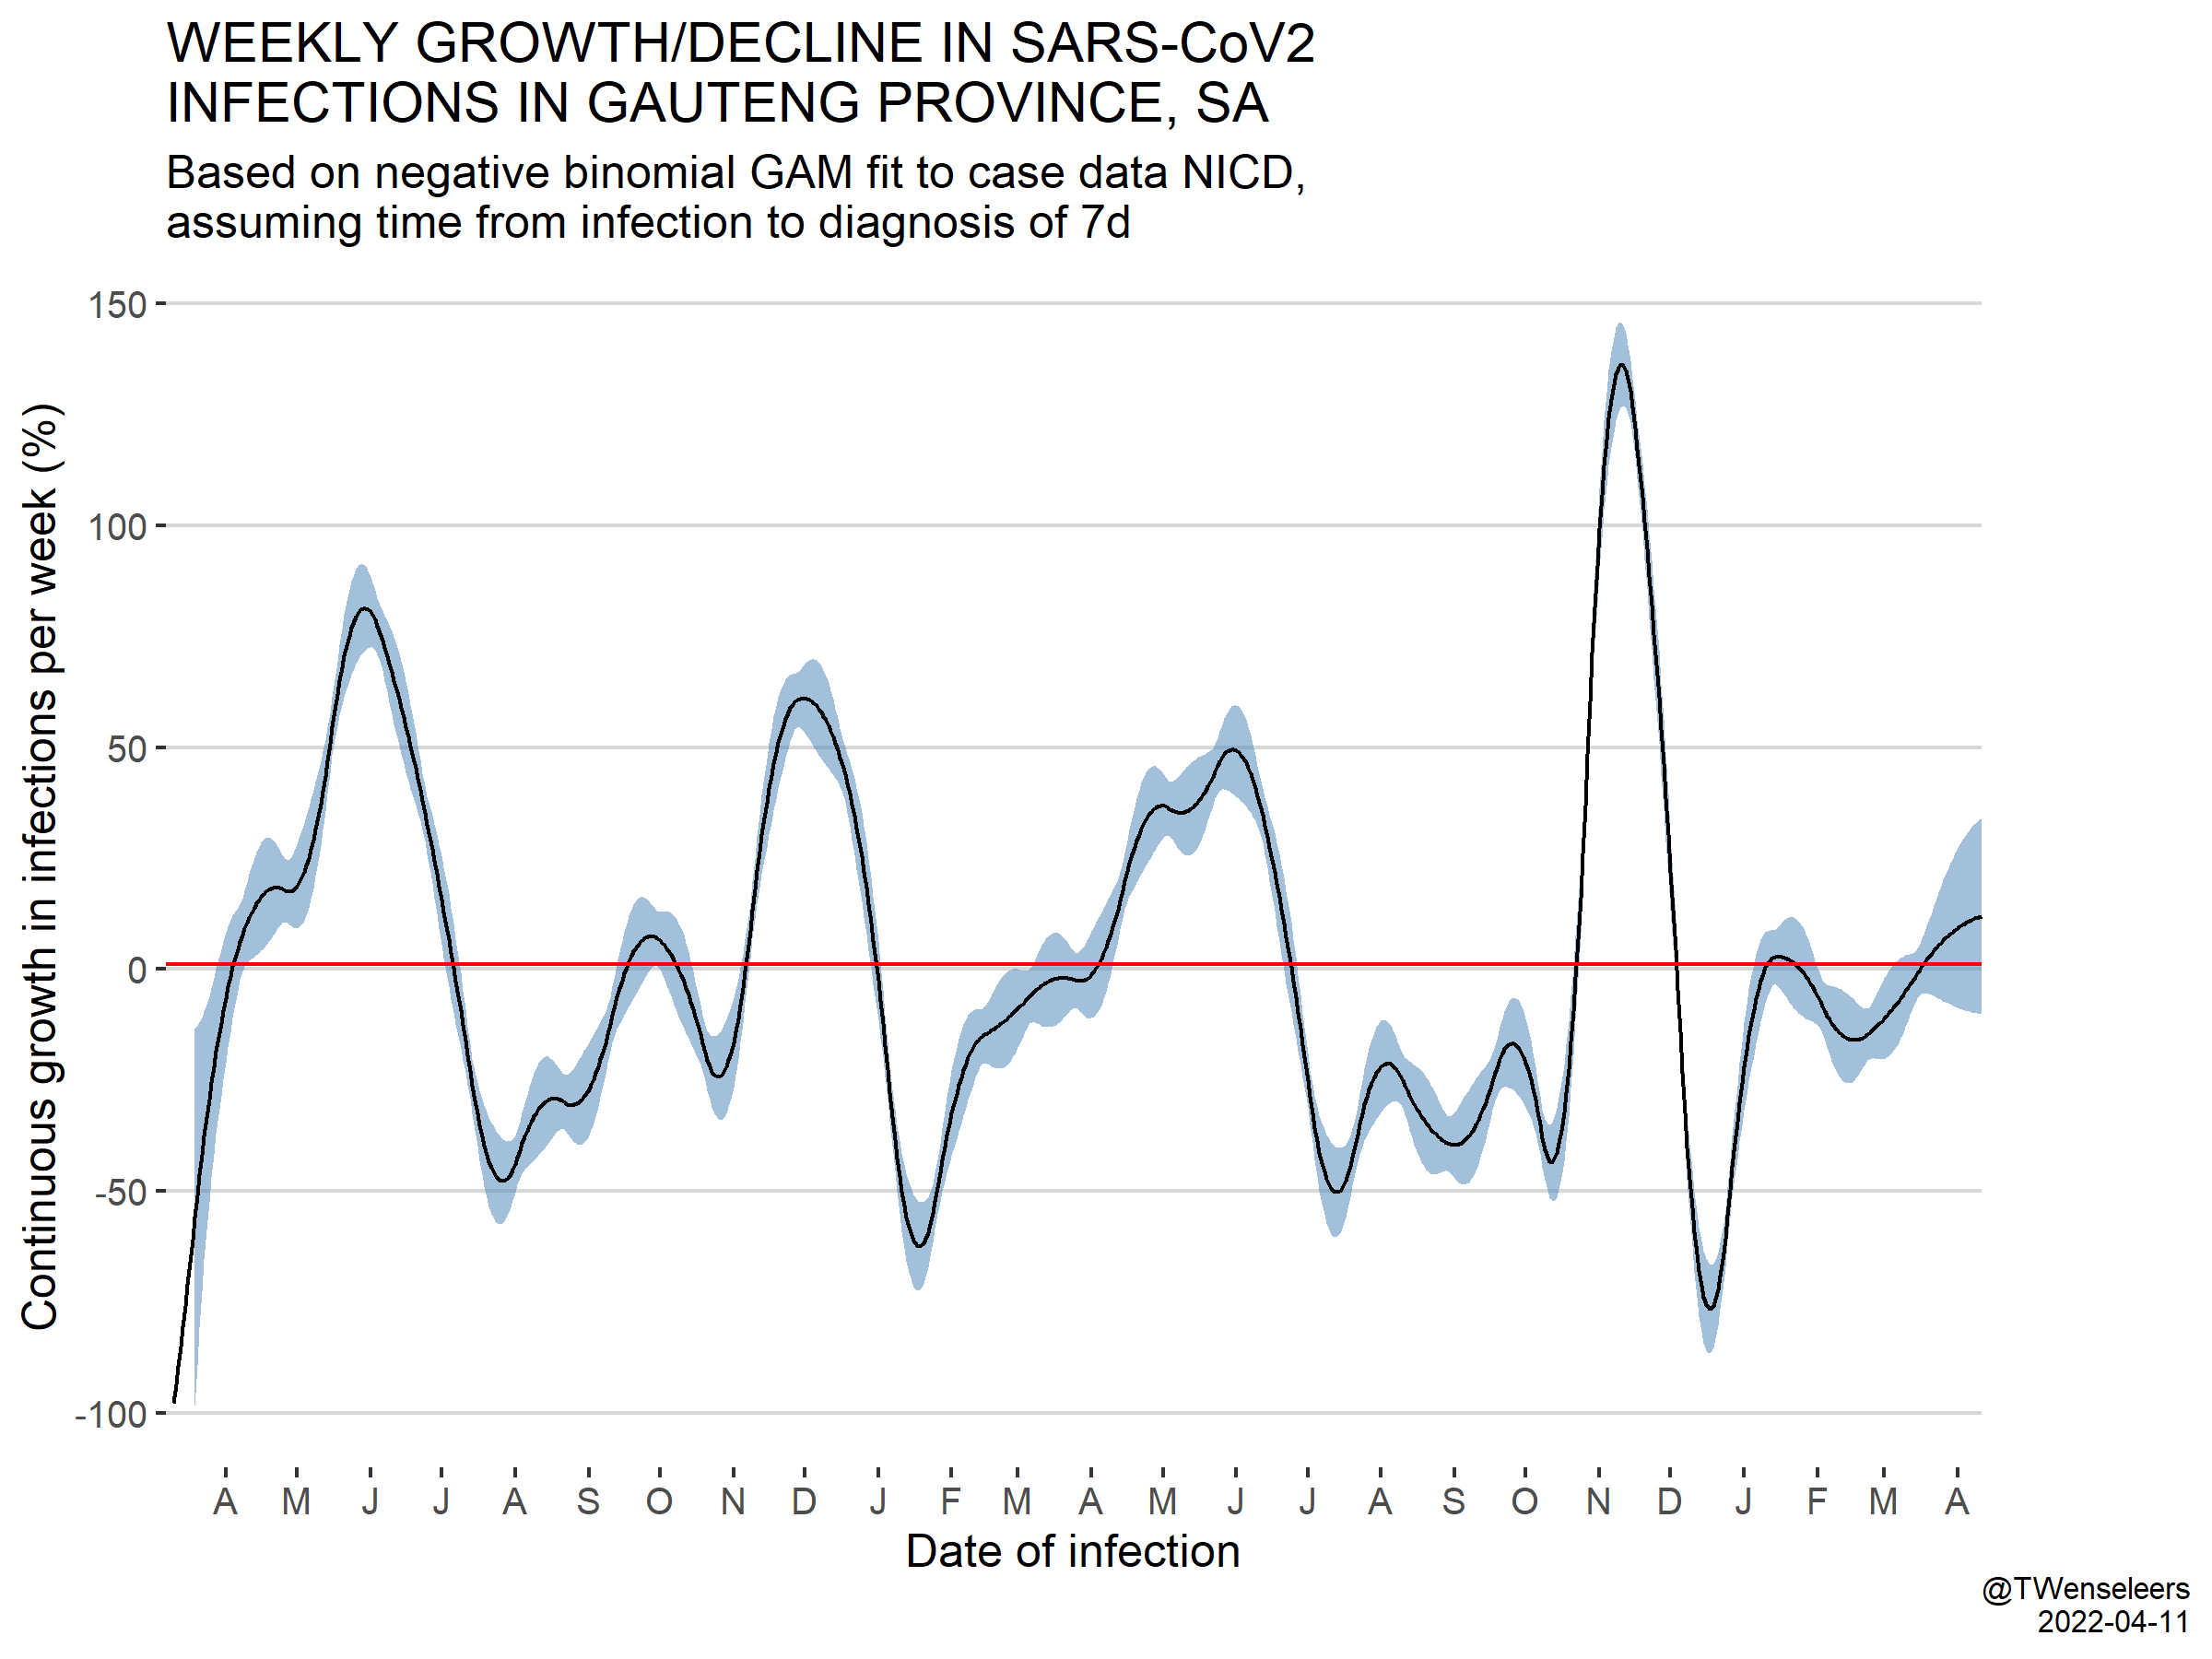 WEEKLY GROWTH/DECLINE IN SARS-CoV2
INFECTIONS IN GAUTENG PROVINCE, SA
Based on negative binomial GAM fit to case data NICD,
assuming time from infection to diagnosis of 7d
Continuous growth in infections per week (%)
150
100
50
0
-50
-100
A M J J A S O N D J F M A M J J A S O N D J F M A
Date of infection
@TWenseleers
2022-04-11